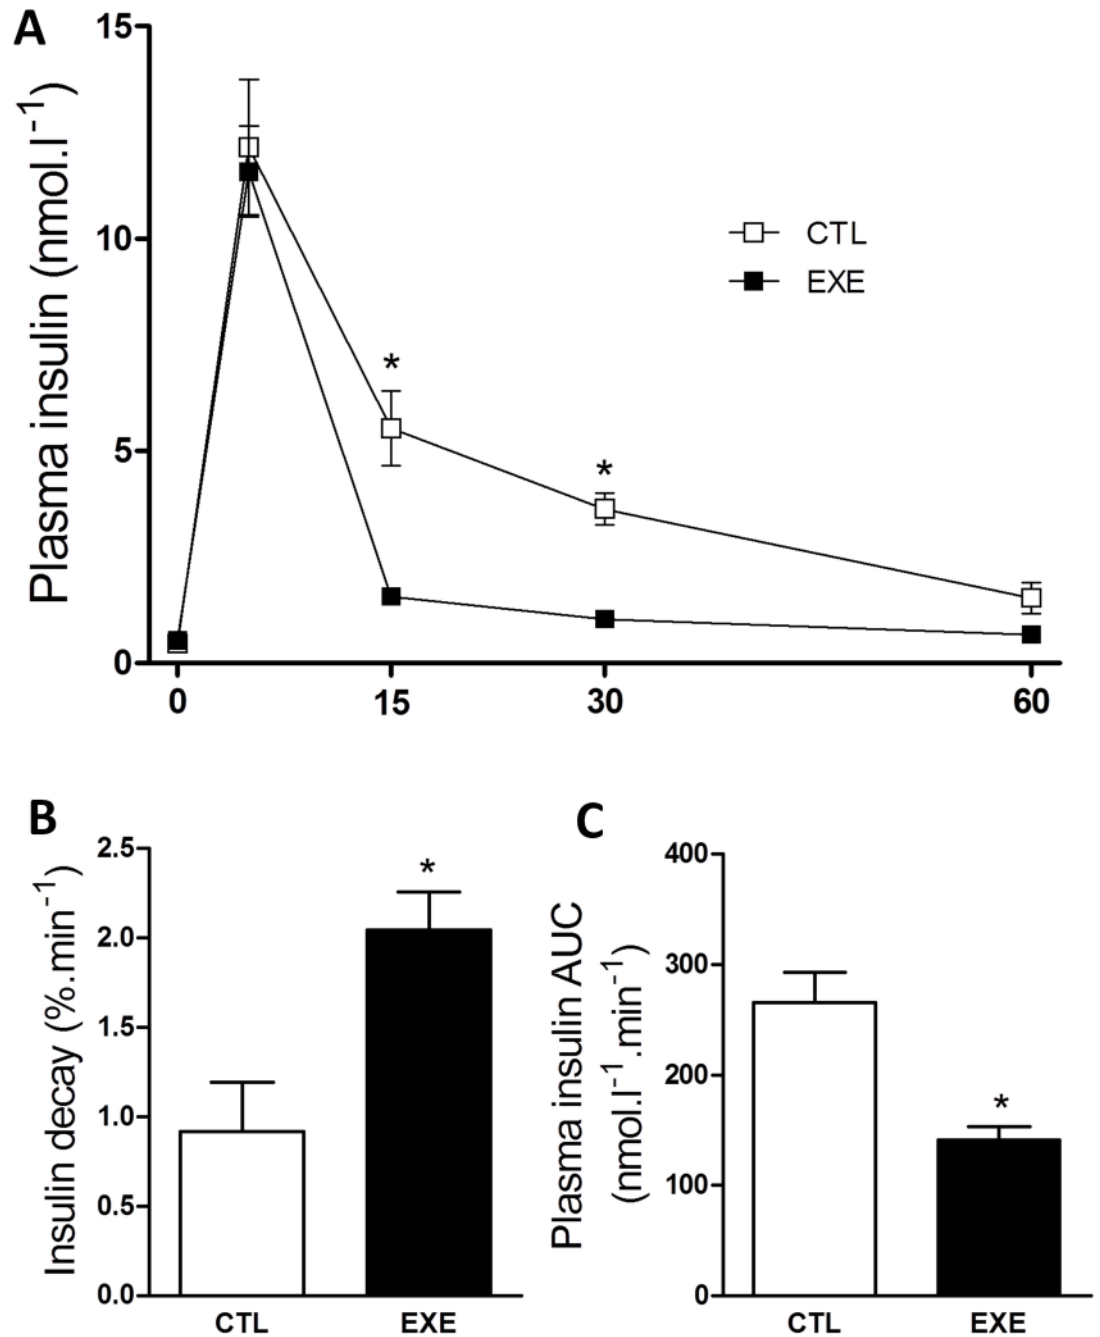 A
15
10
5
0
Plasma insulin (nmol.l⁻¹)
CTL
EXE
*
*
0 15 30 60
B
2.5
2.0
1.5
1.0
0.5
0.0
Insulin decay (%.min⁻¹)
*
CTL EXE
C
400
300
200
100
0
Plasma insulin AUC
(nmol.l⁻¹.min⁻¹)
*
CTL EXE